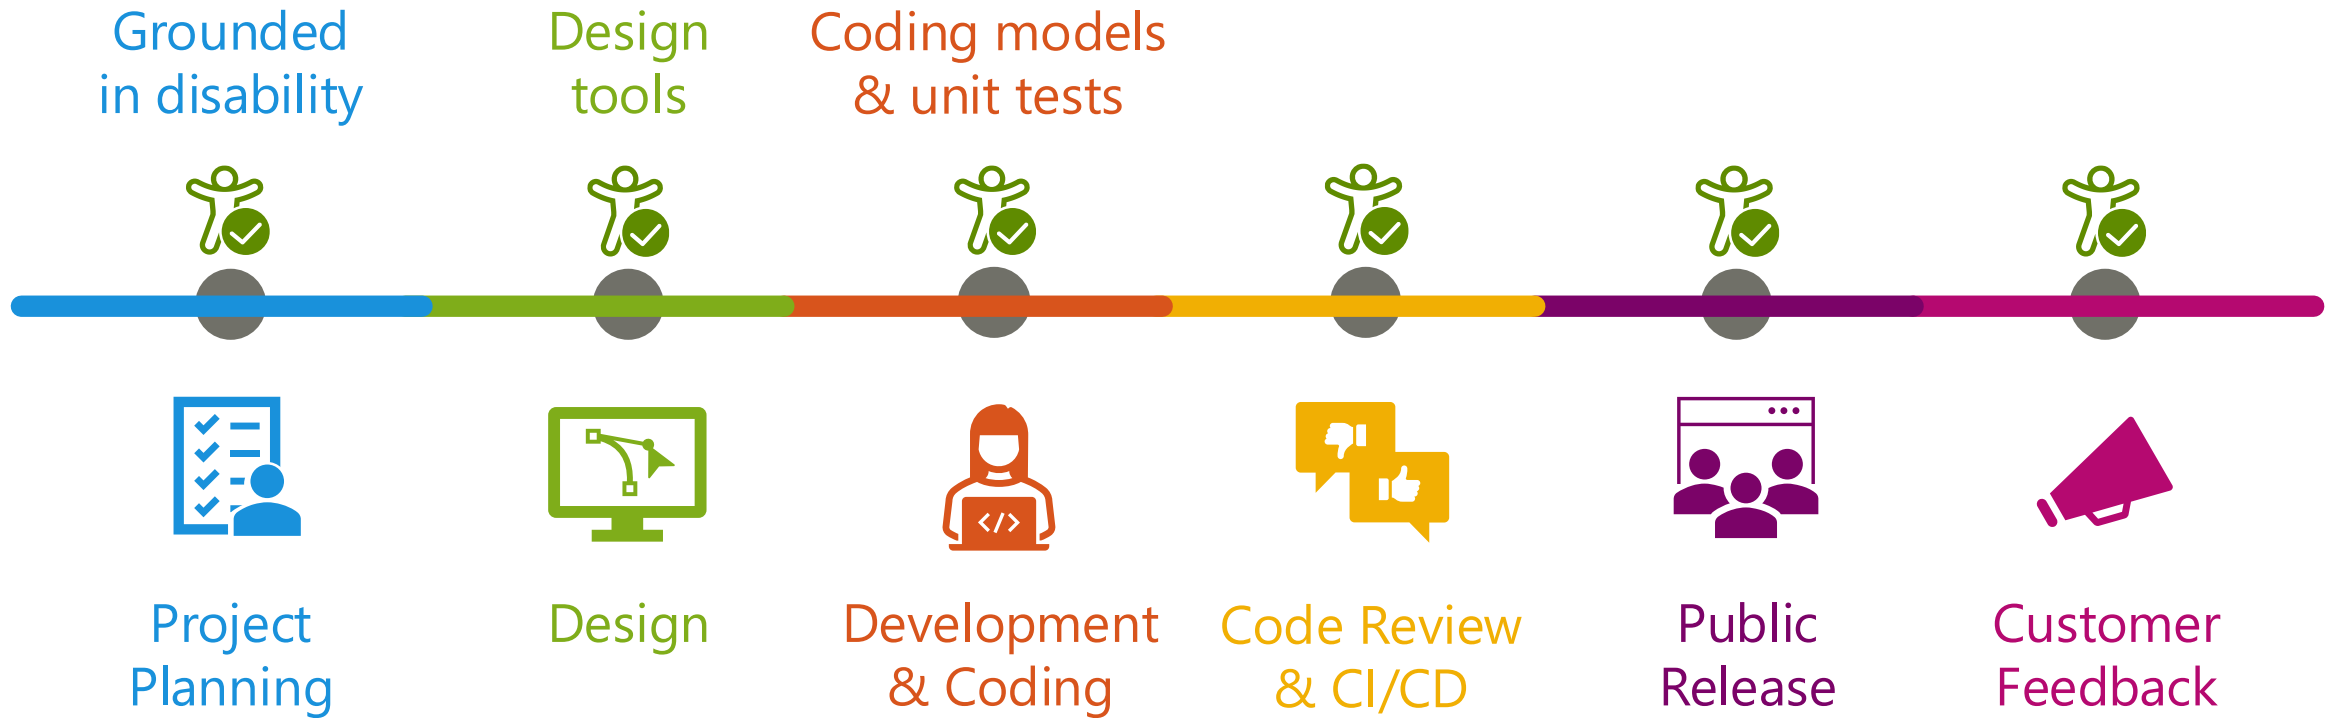 Grounded
in disability
Design
tools
Coding models
& unit tests
</>
Project
Planning
Design
Development
& Coding
Code Review
& CI/CD
Public
Release
Customer
Feedback